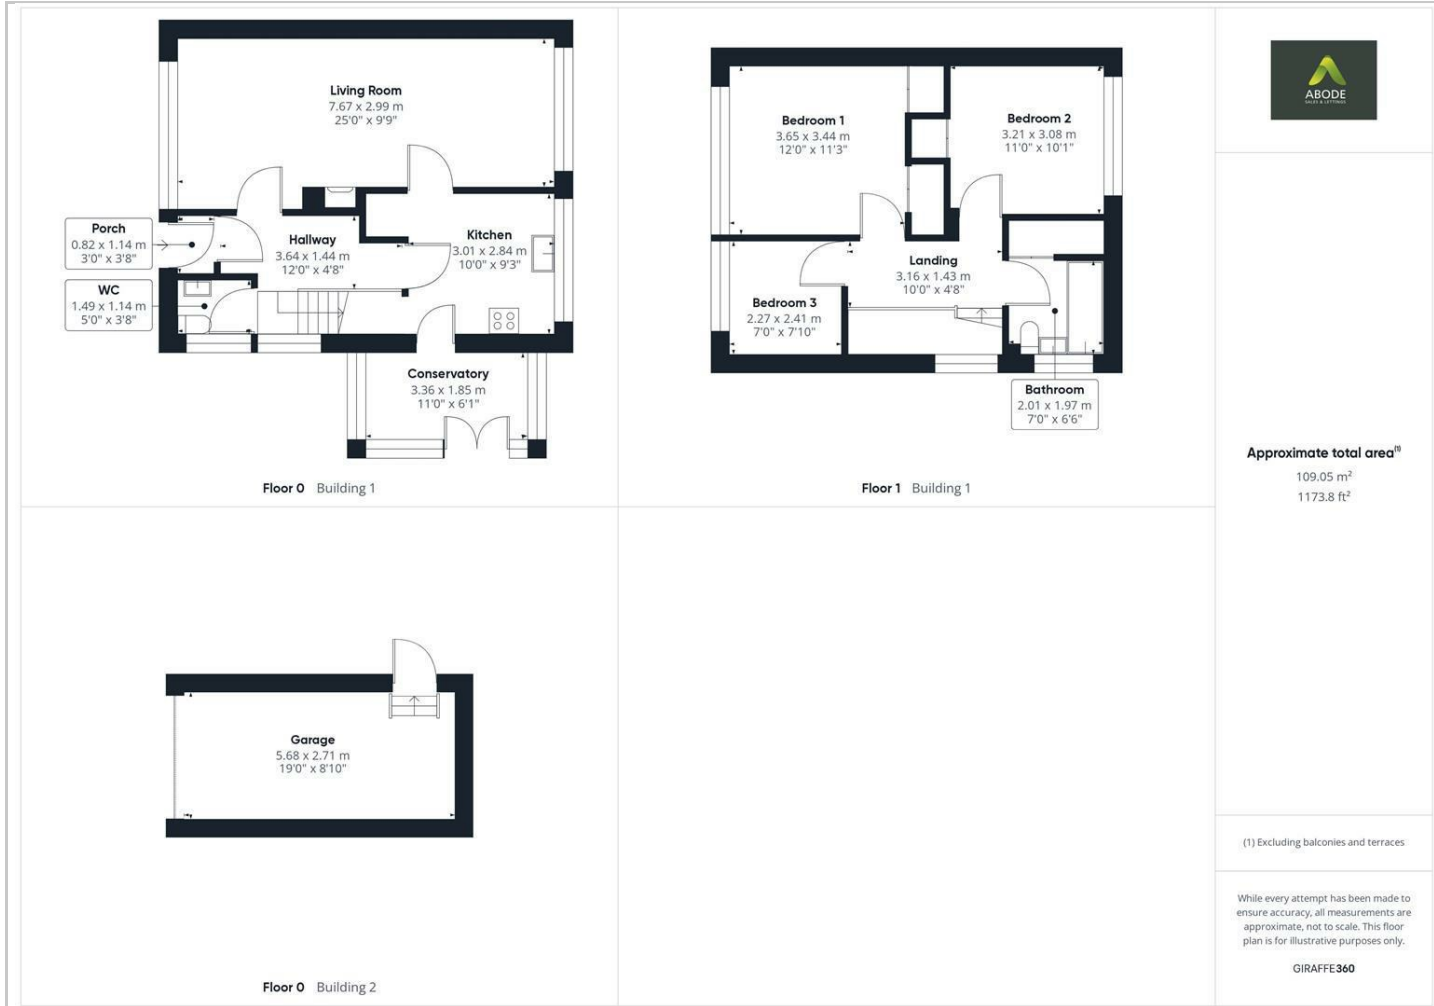 Living Room
7.67 x 2.99 m
25'0" x 9'9"
Porch
0.82 x 1.14 m
3'0" x 3'8"
Hallway
3.64 x 1.44 m
12'0" x 4'8"
Kitchen
3.01 x 2.84 m
10'0" x 9'3"
WC
1.49 x 1.14 m
5'0" x 3'8"
Conservatory
3.36 x 1.85 m
11'0" x 6'1"
Floor 0 Building 1
Bedroom 1
3.65 x 3.44 m
12'0" x 11'3"
Bedroom 2
3.21 x 3.08 m
11'0" x 10'1"
Landing
3.16 x 1.43 m
10'0" x 4'8"
Bedroom 3
2.27 x 2.41 m
7'0" x 7'10"
Bathroom
2.01 x 1.97 m
7'0" x 6'6"
Floor 1 Building 1
Garage
5.68 x 2.71 m
19'0" x 8'10"
Floor 0 Building 2
ABODE
SALES & LETTINGS
Approximate total area(1)
109.05 m²
1173.8 ft²
(1) Excluding balconies and terraces
While every attempt has been made to
ensure accuracy, all measurements are
approximate, not to scale. This floor
plan is for illustrative purposes only.
GIRAFFE360